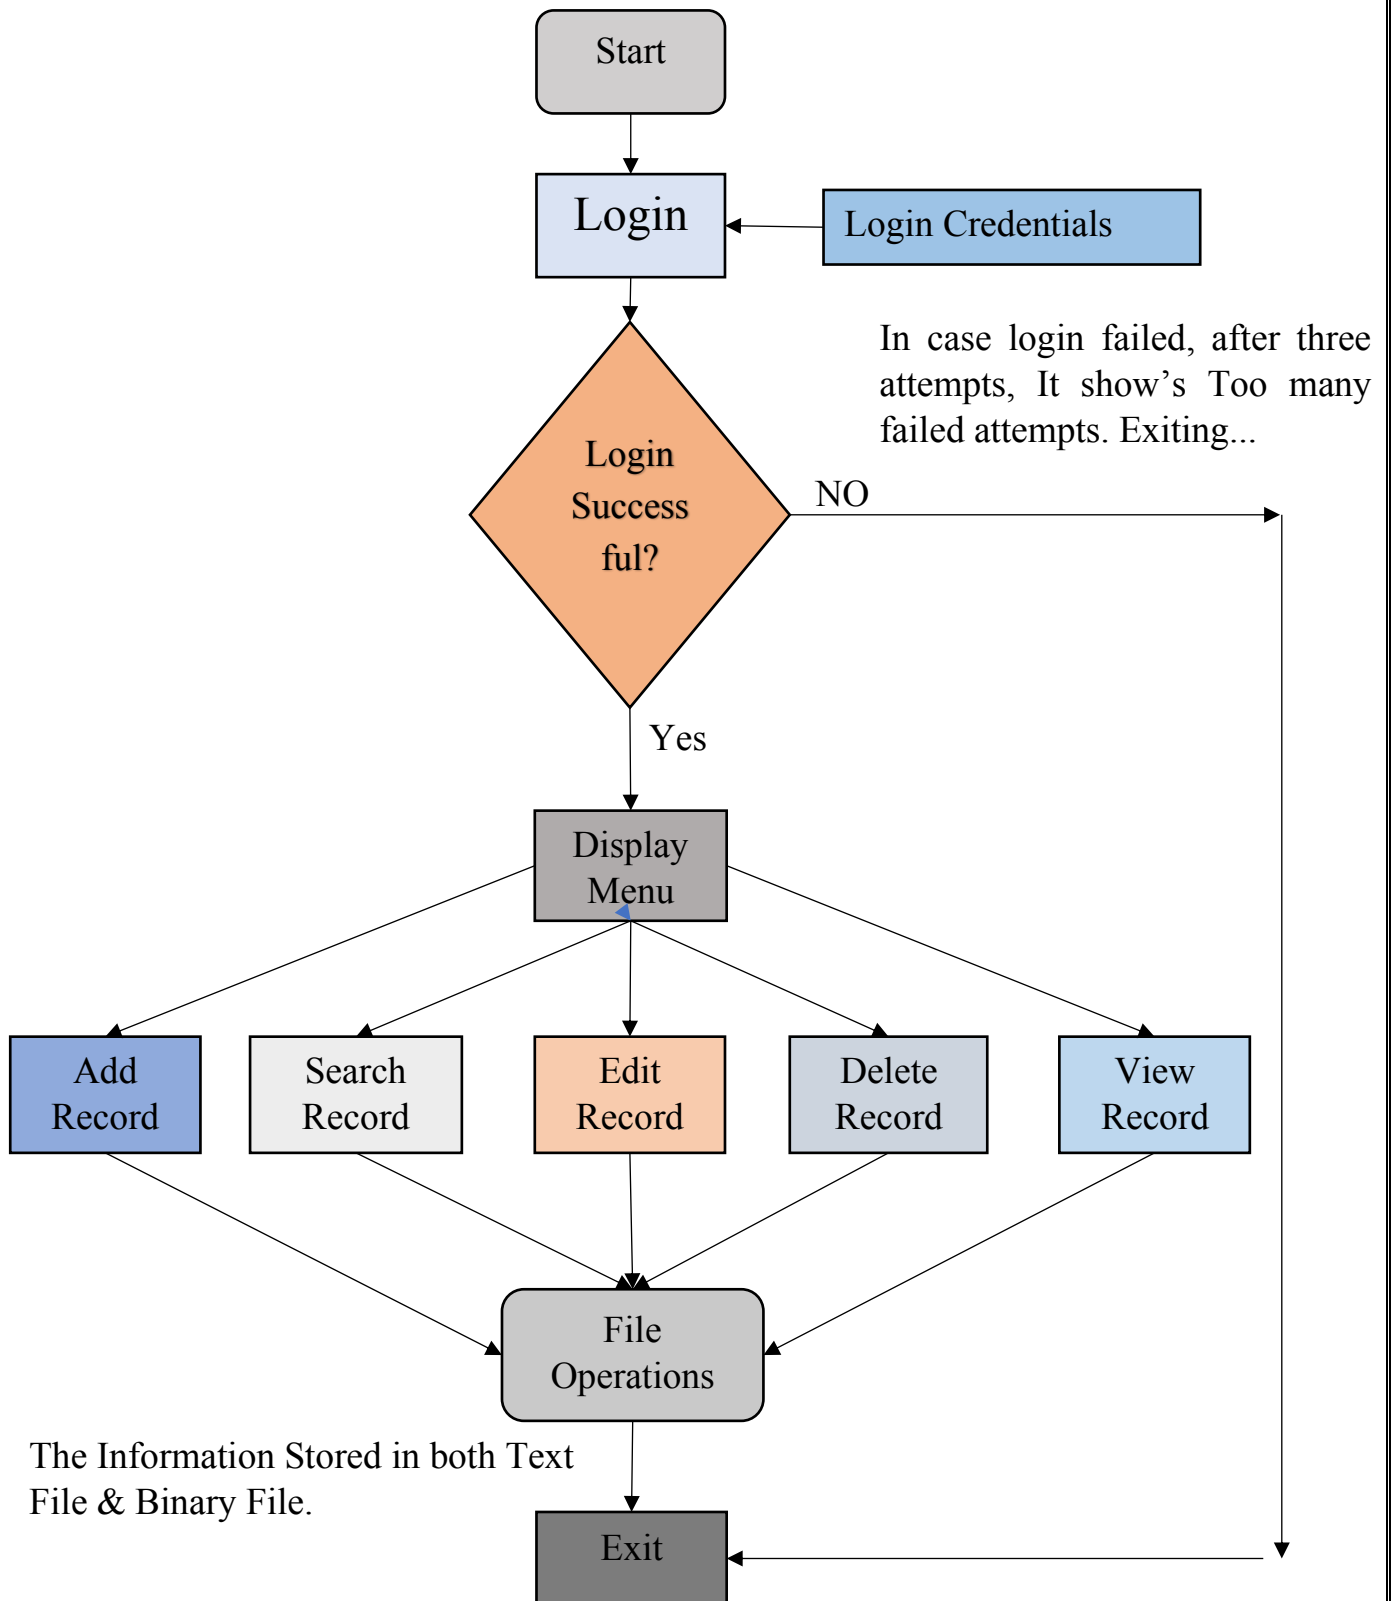 Start
Login
Login Credentials
In case login failed, after three
attempts, It show’s Too many
failed attempts. Exiting...
Login
Success
ful?
NO
Yes
Display
Menu
Add
Record
Search
Record
Edit
Record
Delete
Record
View
Record
File
Operations
The Information Stored in both Text
File & Binary File.
Exit